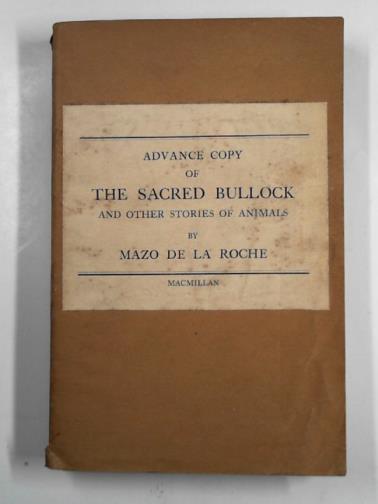 ADVANCE COPY
OF
THE SACRED BULLOCK
AND OTHER STORIES OF ANIMALS
BY
MAZO DE LA ROCHE
MACMILLAN